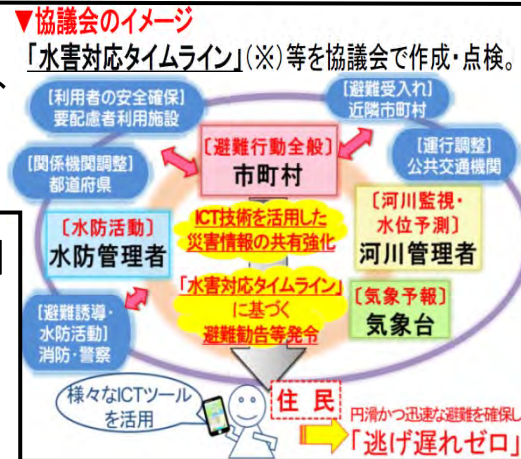 ▼協議会のイメージ
「水害対応タイムライン」(※)等を協議会で作成・点検。
、
[利用者の安全確保]
要配慮者利用施設
[避難受入れ]
近隣市町村
[関係機関調整]
都道府県
〔避難行動全般〕
市町村
[運行調整]
公共交通機関
〔水防活動〕
水防管理者
ICT技術を活用した
災害情報の共有強化
〔河川監視・
水位予測〕
河川管理者
「水害対応タイムライン」
に基づく
避難勧告等発令
〔気象予報〕
気象台
[避難誘導・
水防活動]
消防・警察
様々なICTツール
を活用
住民
円滑かつ迅速な避難を確保し
「逃げ遅れゼロ」